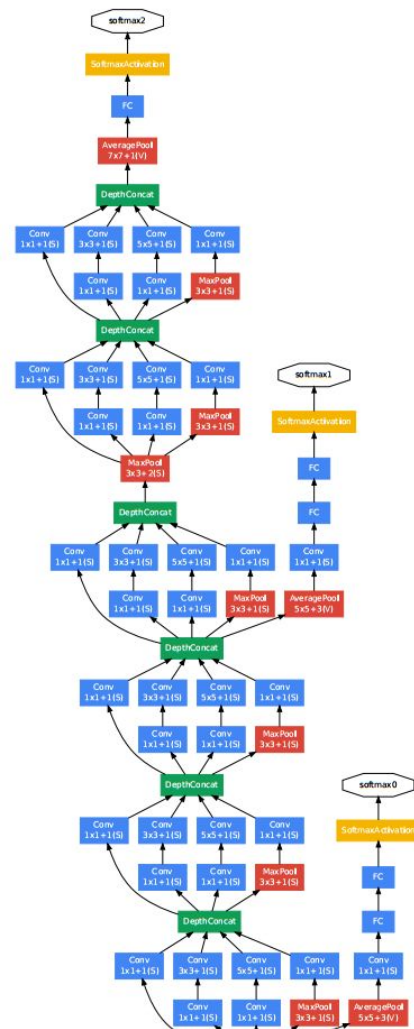 softmax2
SoftmaxActivation
FC
AveragePool
7x7+1(V)
DepthConcat
Conv
1x1+1(S)
Conv
3x3+1(S)
Conv
5x5+1(S)
Conv
1x1+1(S)
Conv
1x1+1(S)
Conv
1x1+1(S)
MaxPool
3x3+1(S)
DepthConcat
Conv
1x1+1(S)
Conv
3x3+1(S)
Conv
5x5+1(S)
Conv
1x1+1(S)
softmax1
Conv
1x1+1(S)
Conv
1x1+1(S)
MaxPool
3x3+1(S)
SoftmaxActivation
MaxPool
3x3+2(S)
FC
DepthConcat
FC
Conv
1x1+1(S)
Conv
3x3+1(S)
Conv
5x5+1(S)
Conv
1x1+1(S)
Conv
1x1+1(S)
Conv
1x1+1(S)
Conv
1x1+1(S)
MaxPool
3x3+1(S)
AveragePool
5x5+3(V)
DepthConcat
Conv
1x1+1(S)
Conv
3x3+1(S)
Conv
5x5+1(S)
Conv
1x1+1(S)
Conv
1x1+1(S)
Conv
1x1+1(S)
MaxPool
3x3+1(S)
DepthConcat
softmax0
Conv
1x1+1(S)
Conv
3x3+1(S)
Conv
5x5+1(S)
Conv
1x1+1(S)
SoftmaxActivation
Conv
1x1+1(S)
Conv
1x1+1(S)
MaxPool
3x3+1(S)
FC
DepthConcat
FC
Conv
1x1+1(S)
Conv
3x3+1(S)
Conv
5x5+1(S)
Conv
1x1+1(S)
Conv
1x1+1(S)
Conv
1x1+1(S)
Conv
1x1+1(S)
MaxPool
3x3+1(S)
AveragePool
5x5+3(V)